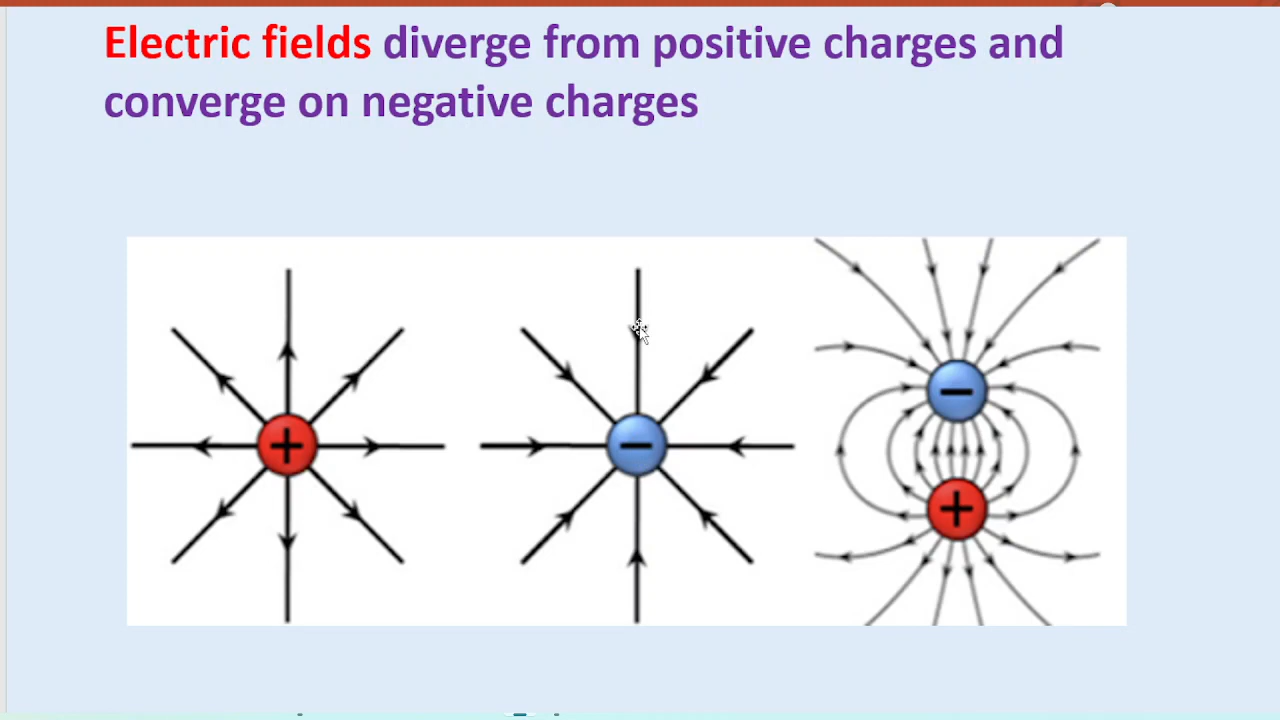 Electric fields diverge from positive charges and
converge on negative charges
+
−
−
+